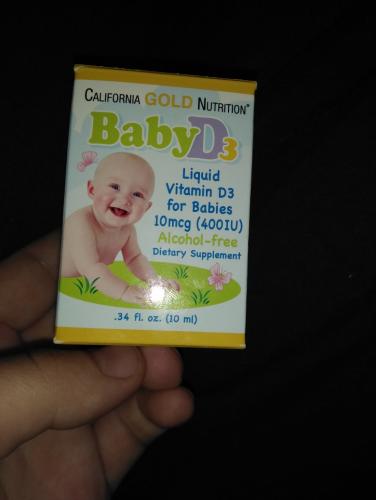 CALIFORNIA GOLD NUTRITION®
BabyD3
Liquid
Vitamin D3
for Babies
10mcg (400IU)
Alcohol-free
Dietary Supplement
.34 fl. oz. (10 ml)